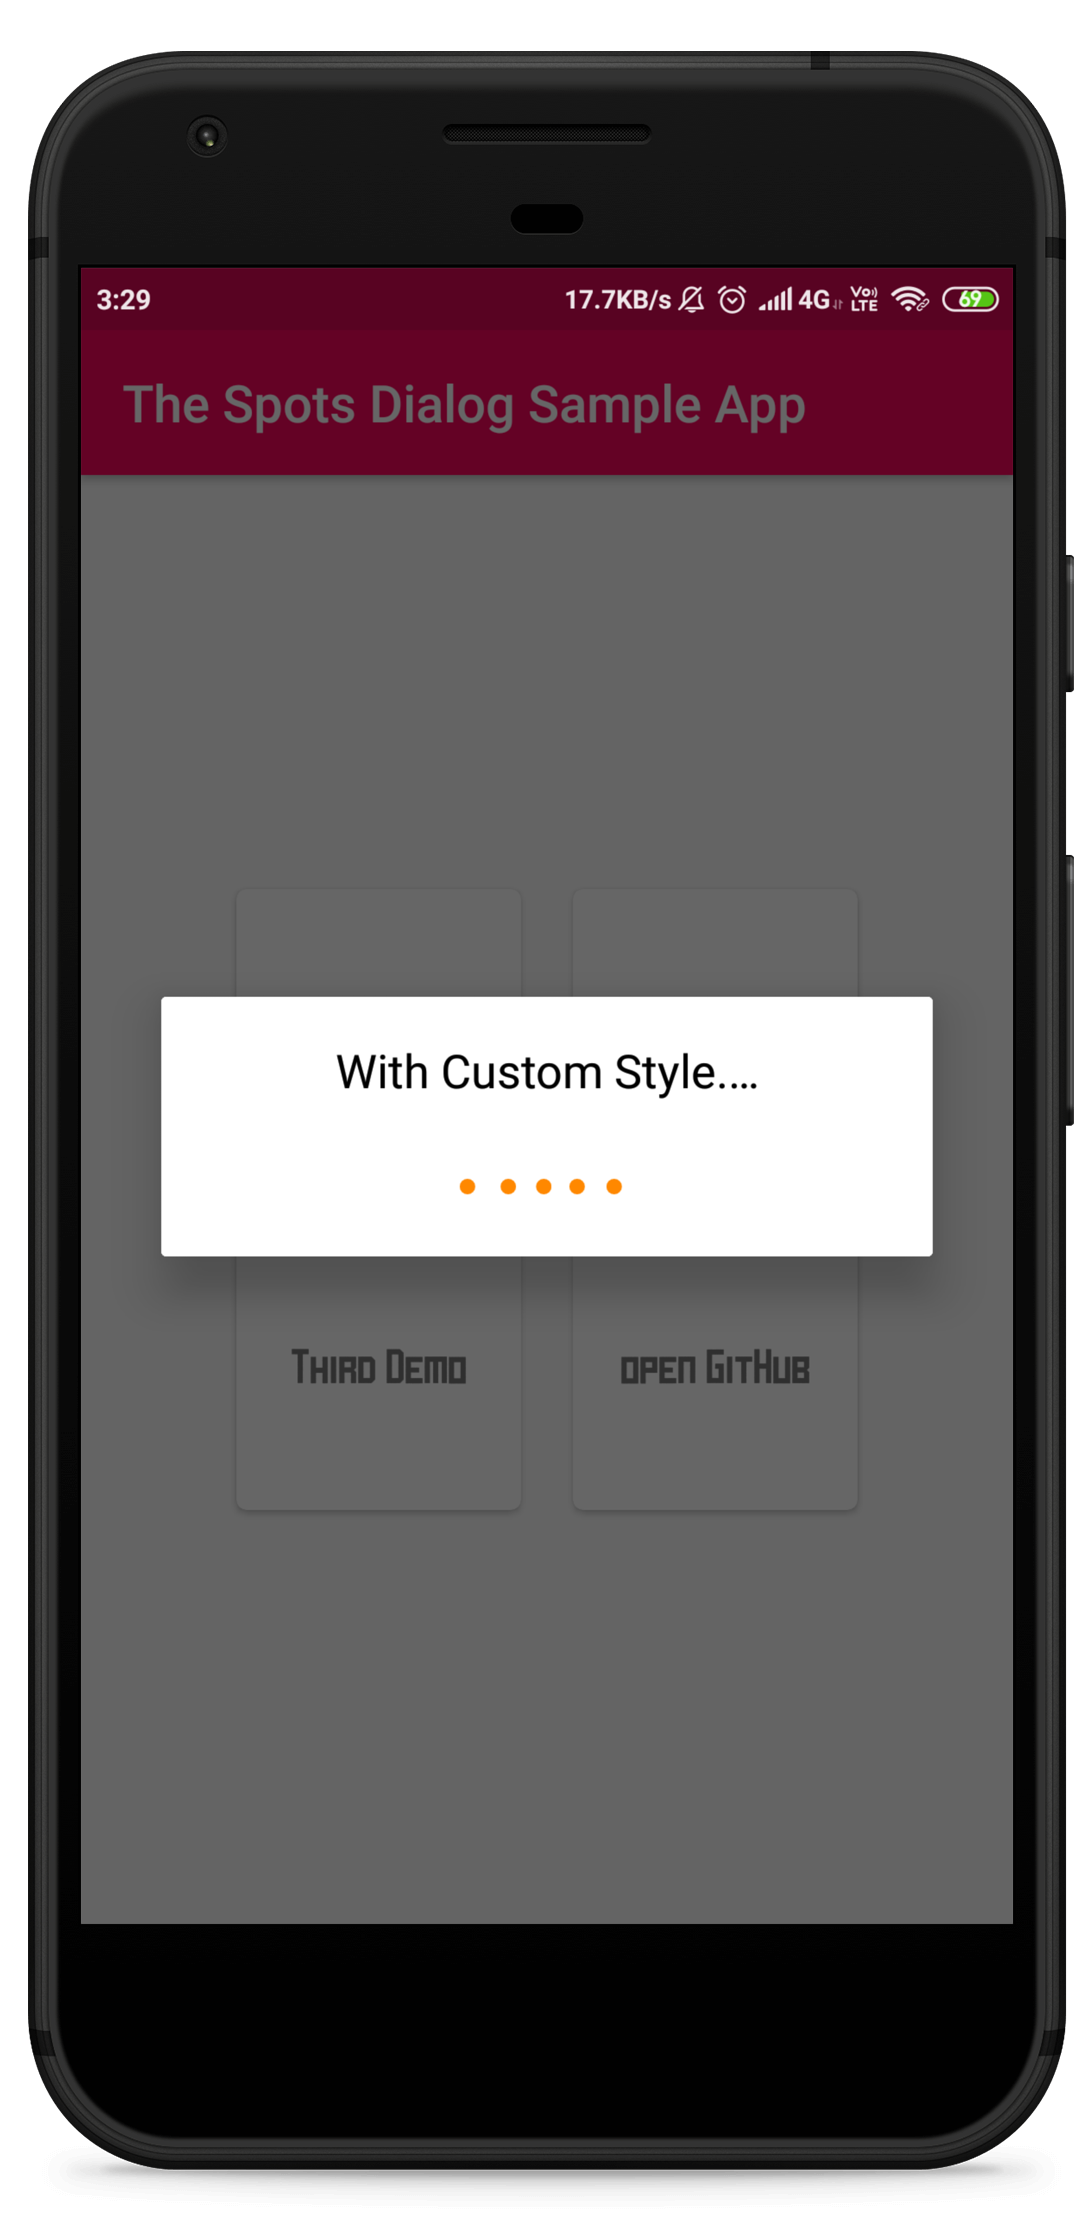 3:29 17.7KB/s 4G Vo) LTE 69
The Spots Dialog Sample App
With Custom Style....
Third Demo
open GitHub